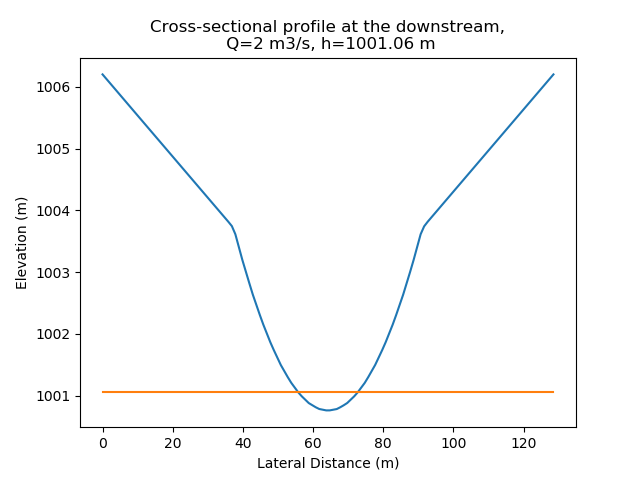 Cross-sectional profile at the downstream,
Q=2 m3/s, h=1001.06 m
Elevation (m)
1006
1005
1004
1003
1002
1001
0 20 40 60 80 100 120
Lateral Distance (m)